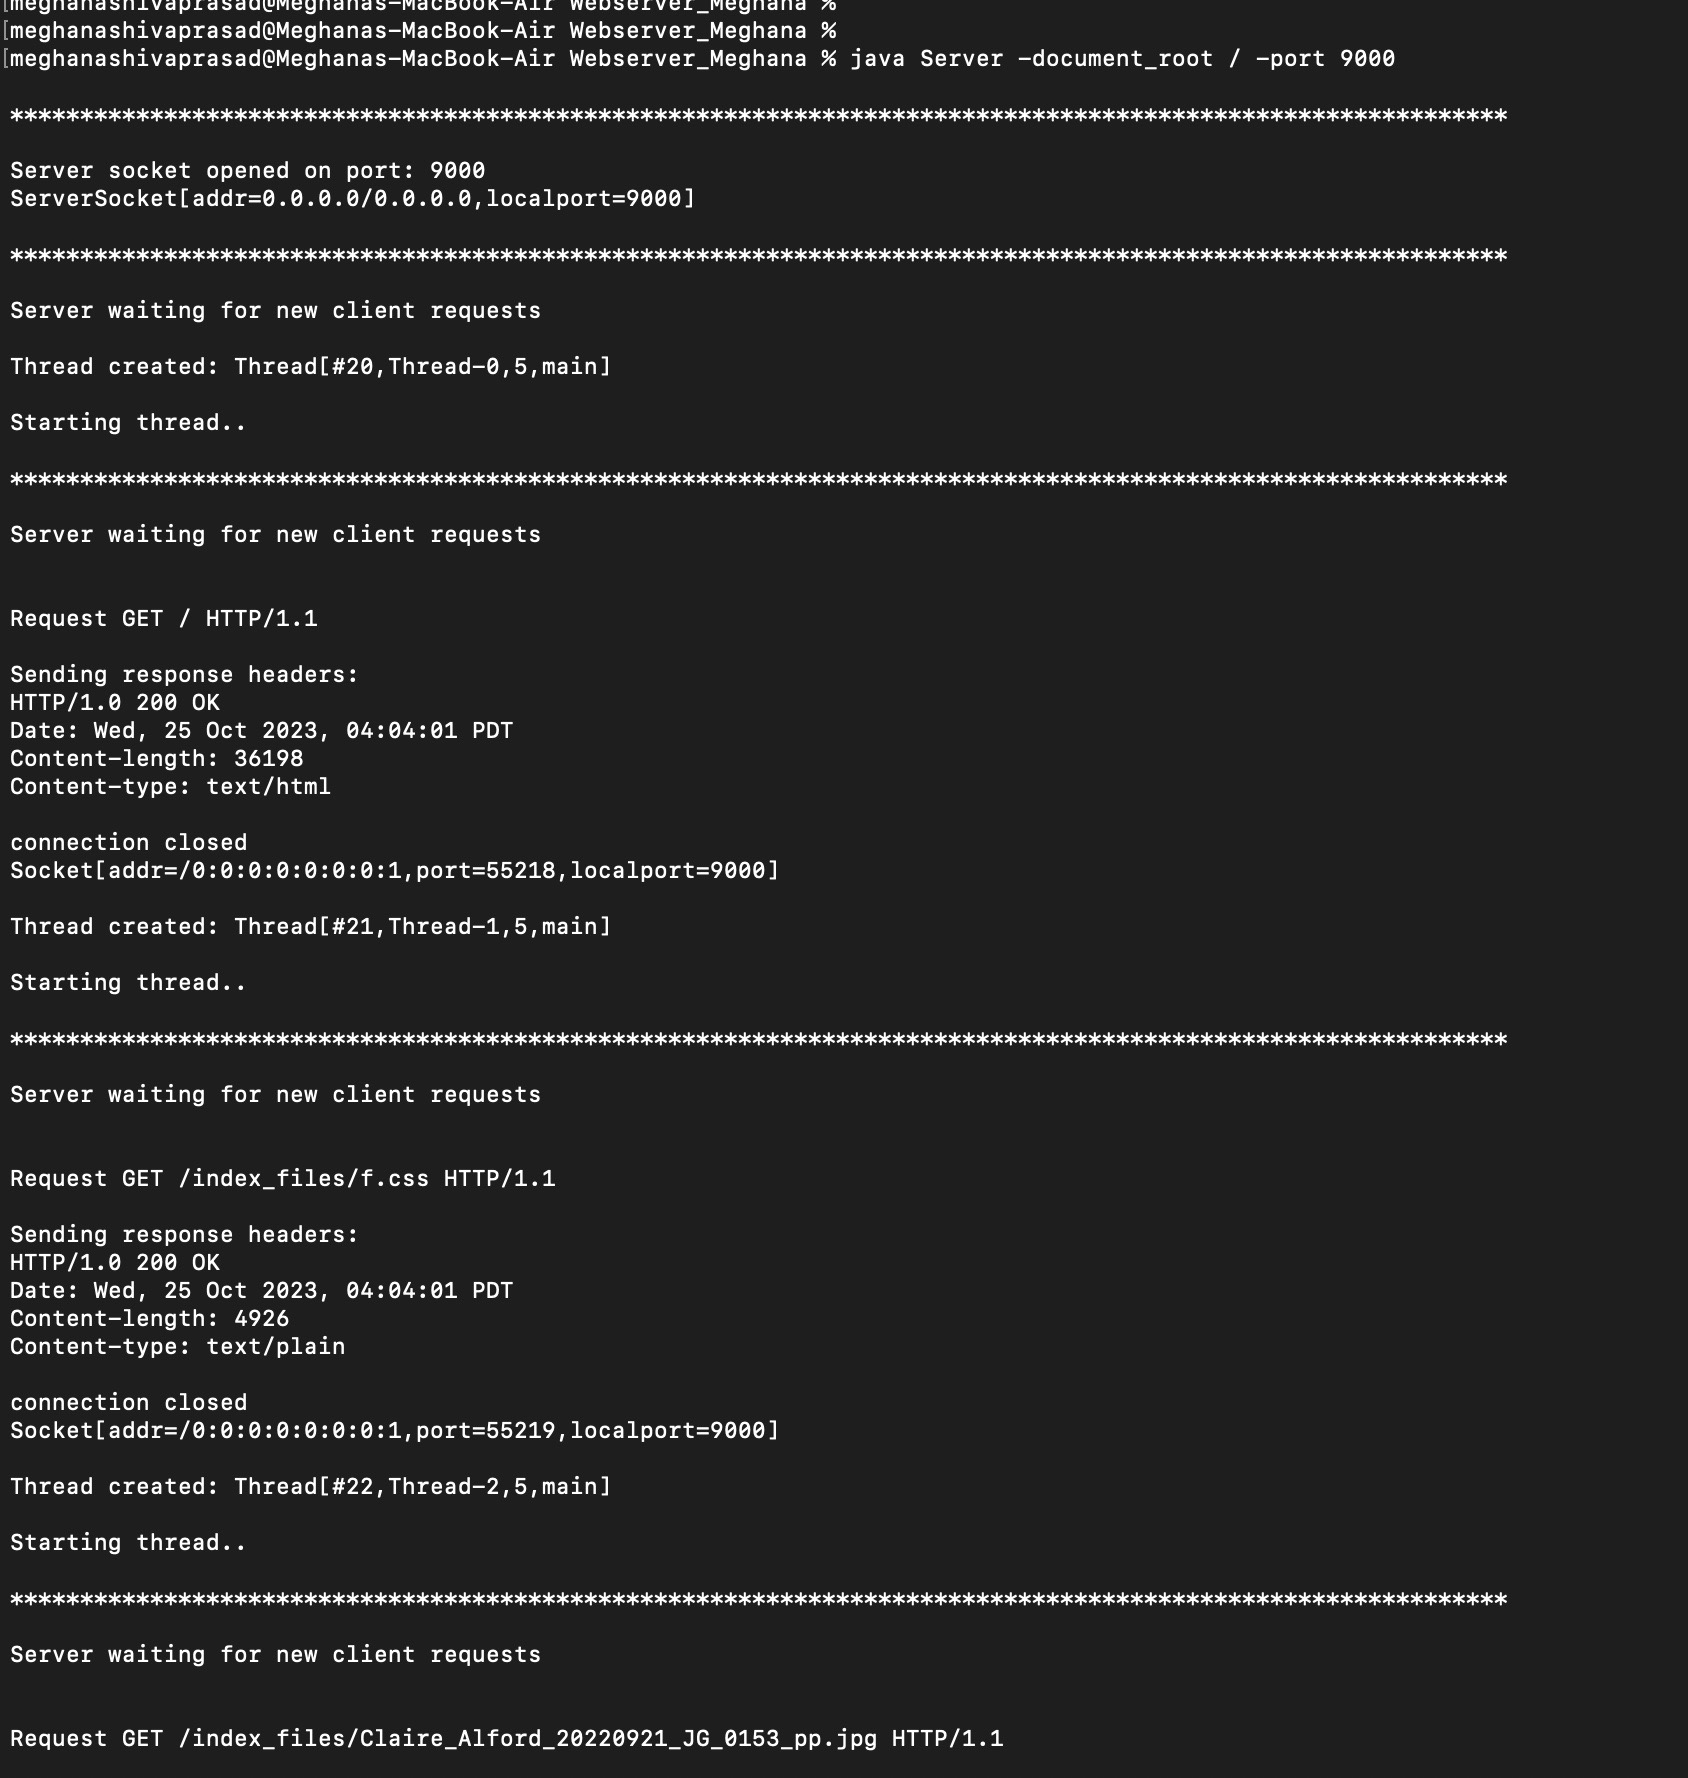 [meghanashivaprasad@Meghanas-MacBook-Air Webserver_Meghana %
[meghanashivaprasad@Meghanas-MacBook-Air Webserver_Meghana %
[meghanashivaprasad@Meghanas-MacBook-Air Webserver_Meghana % java Server -document_root / -port 9000
***********************************************************************************************************
Server socket opened on port: 9000
ServerSocket[addr=0.0.0.0/0.0.0.0,localport=9000]
***********************************************************************************************************
Server waiting for new client requests
Thread created: Thread[#20,Thread-0,5,main]
Starting thread..
***********************************************************************************************************
Server waiting for new client requests
Request GET / HTTP/1.1
Sending response headers:
HTTP/1.0 200 OK
Date: Wed, 25 Oct 2023, 04:04:01 PDT
Content-length: 36198
Content-type: text/html
connection closed
Socket[addr=/0:0:0:0:0:0:0:1,port=55218,localport=9000]
Thread created: Thread[#21,Thread-1,5,main]
Starting thread..
***********************************************************************************************************
Server waiting for new client requests
Request GET /index_files/f.css HTTP/1.1
Sending response headers:
HTTP/1.0 200 OK
Date: Wed, 25 Oct 2023, 04:04:01 PDT
Content-length: 4926
Content-type: text/plain
connection closed
Socket[addr=/0:0:0:0:0:0:0:1,port=55219,localport=9000]
Thread created: Thread[#22,Thread-2,5,main]
Starting thread..
***********************************************************************************************************
Server waiting for new client requests
Request GET /index_files/Claire_Alford_20220921_JG_0153_pp.jpg HTTP/1.1